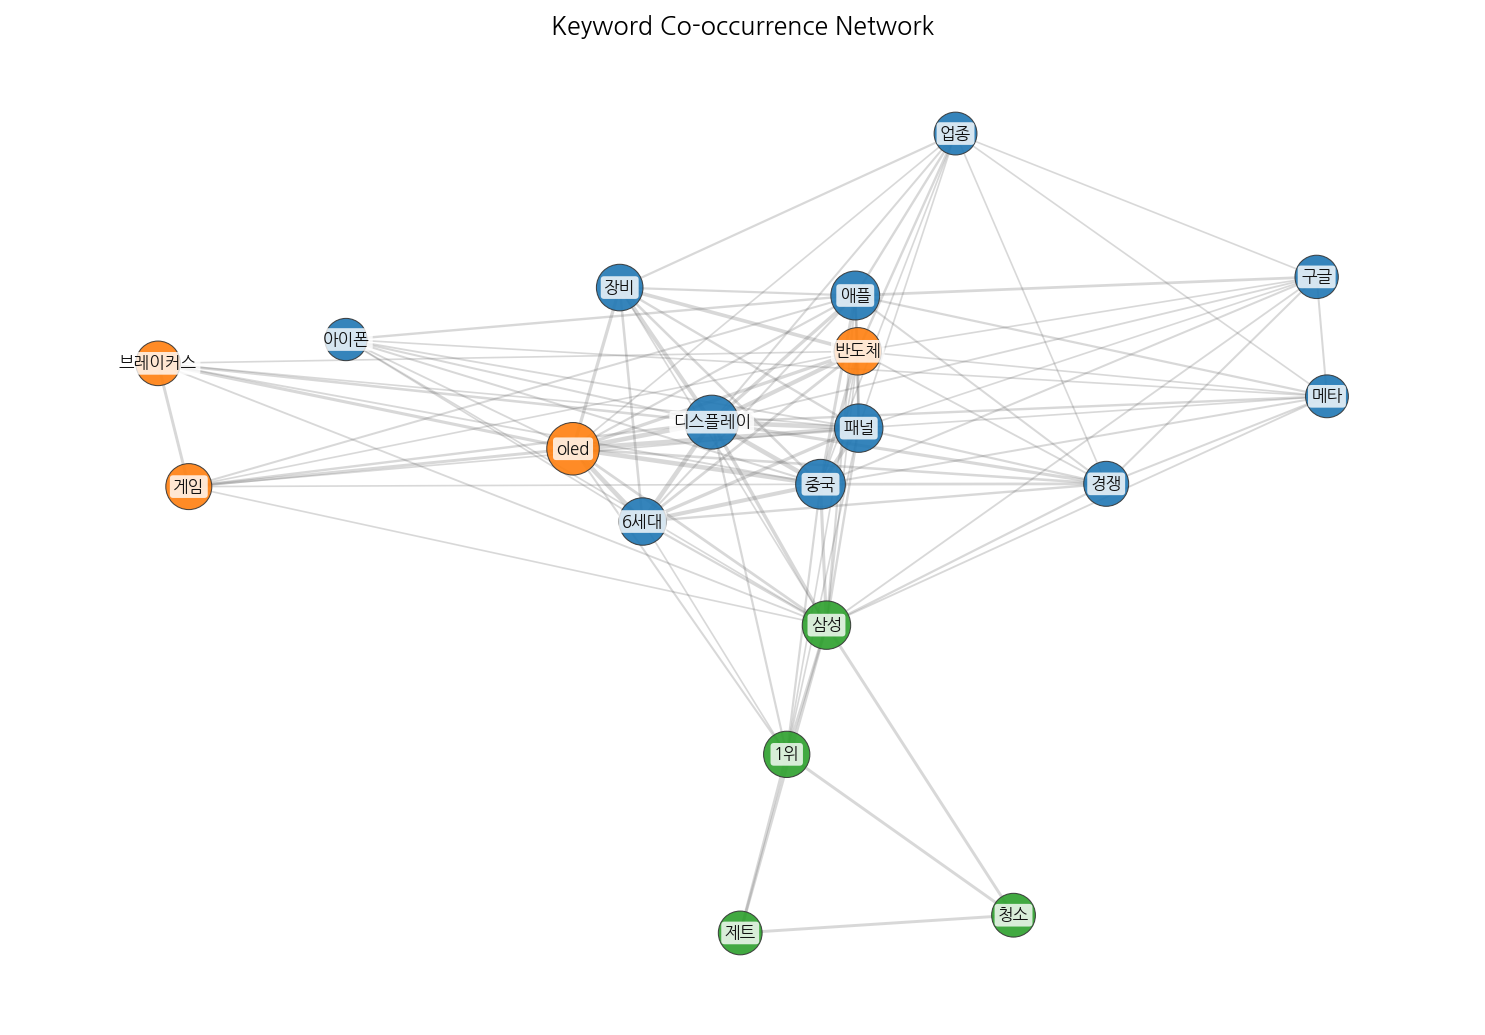 Keyword Co-occurrence Network
업종
구글
장비
애플
아이폰
반도체
브레이커스
메타
디스플레이
패널
oled
게임
중국
경쟁
6세대
삼성
1위
청소
제트